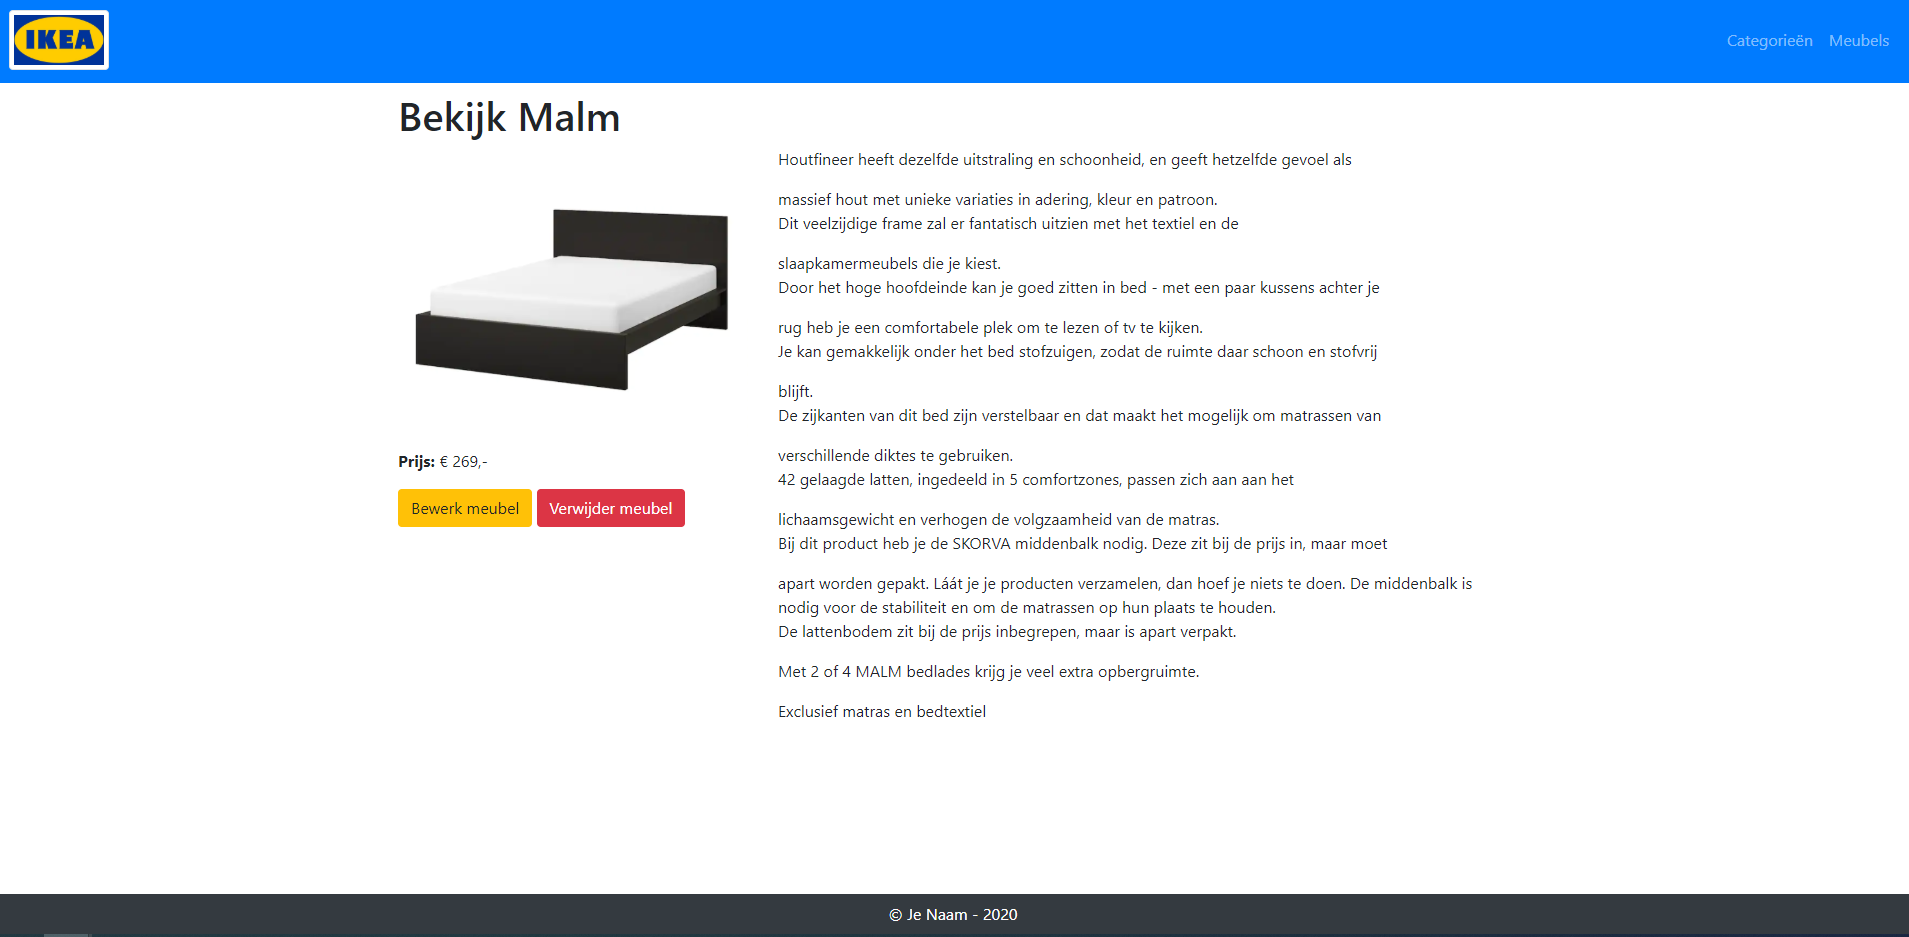 IKEA
Categorieën Meubels
Bekijk Malm
Houtfineer heeft dezelfde uitstraling en schoonheid, en geeft hetzelfde gevoel als
massief hout met unieke variaties in adering, kleur en patroon.
Dit veelzijdige frame zal er fantatisch uitzien met het textiel en de
slaapkamermeubels die je kiest.
Door het hoge hoofdeinde kan je goed zitten in bed - met een paar kussens achter je
rug heb je een comfortabele plek om te lezen of tv te kijken.
Je kan gemakkelijk onder het bed stofzuigen, zodat de ruimte daar schoon en stofvrij
blijft.
De zijkanten van dit bed zijn verstelbaar en dat maakt het mogelijk om matrassen van
verschillende diktes te gebruiken.
42 gelaagde latten, ingedeeld in 5 comfortzones, passen zich aan aan het
lichaamsgewicht en verhogen de volgzaamheid van de matras.
Bij dit product heb je de SKORVA middenbalk nodig. Deze zit bij de prijs in, maar moet
apart worden gepakt. Láát je je producten verzamelen, dan hoef je niets te doen. De middenbalk is
nodig voor de stabiliteit en om de matrassen op hun plaats te houden.
De lattenbodem zit bij de prijs inbegrepen, maar is apart verpakt.
Met 2 of 4 MALM bedlades krijg je veel extra opbergruimte.
Exclusief matras en bedtextiel
Prijs: € 269,-
Bewerk meubel Verwijder meubel
© Je Naam - 2020